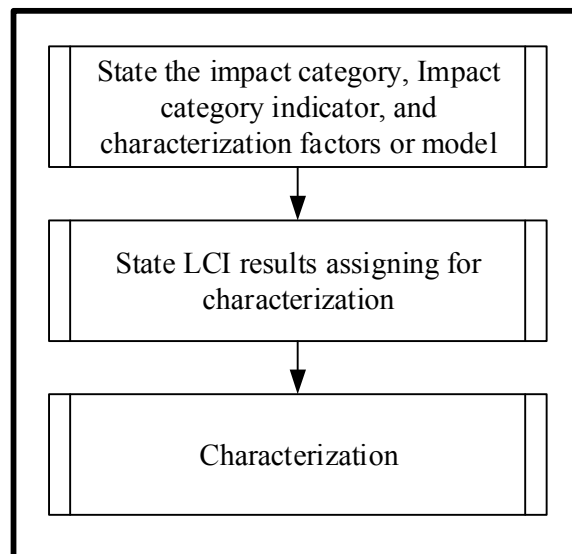 State the impact category, Impact
category indicator, and
characterization factors or model
State LCI results assigning for
characterization
Characterization